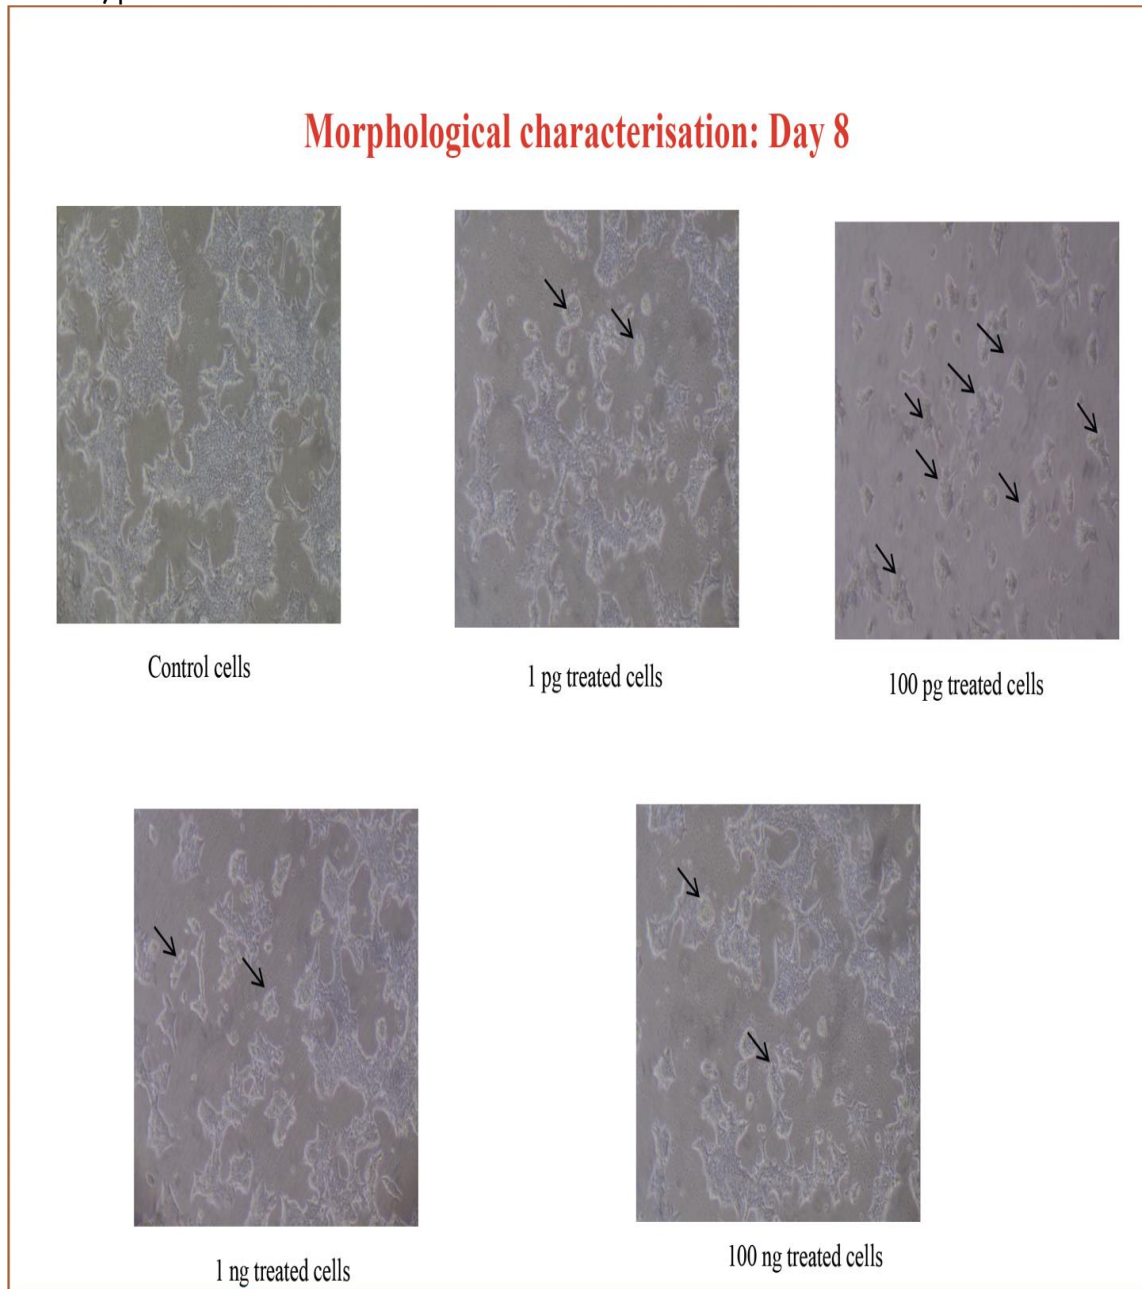 Morphological characterisation: Day 8
Control cells
1 pg treated cells
100 pg treated cells
1 ng treated cells
100 ng treated cells